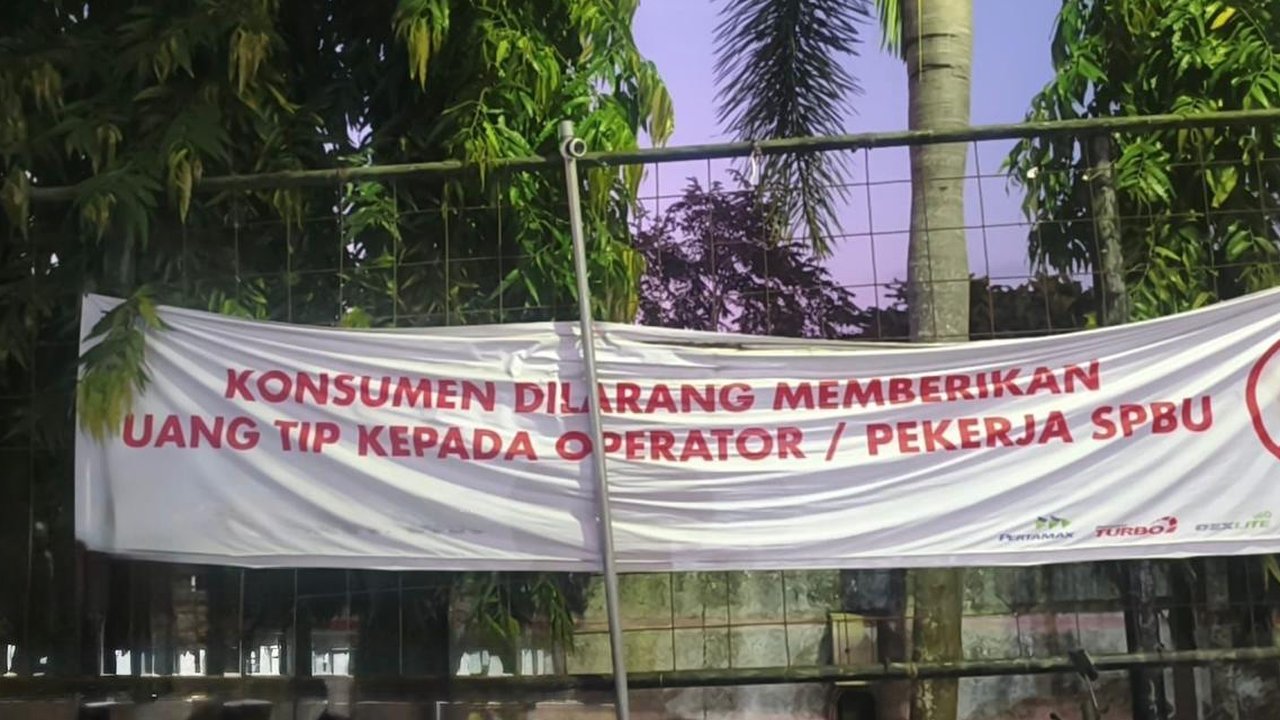 KONSUMEN DILARANG MEMBERIKAN
UANG TIP KEPADA OPERATOR / PEKERJA SPBU
PERTAMAX TURBO DEXLITE